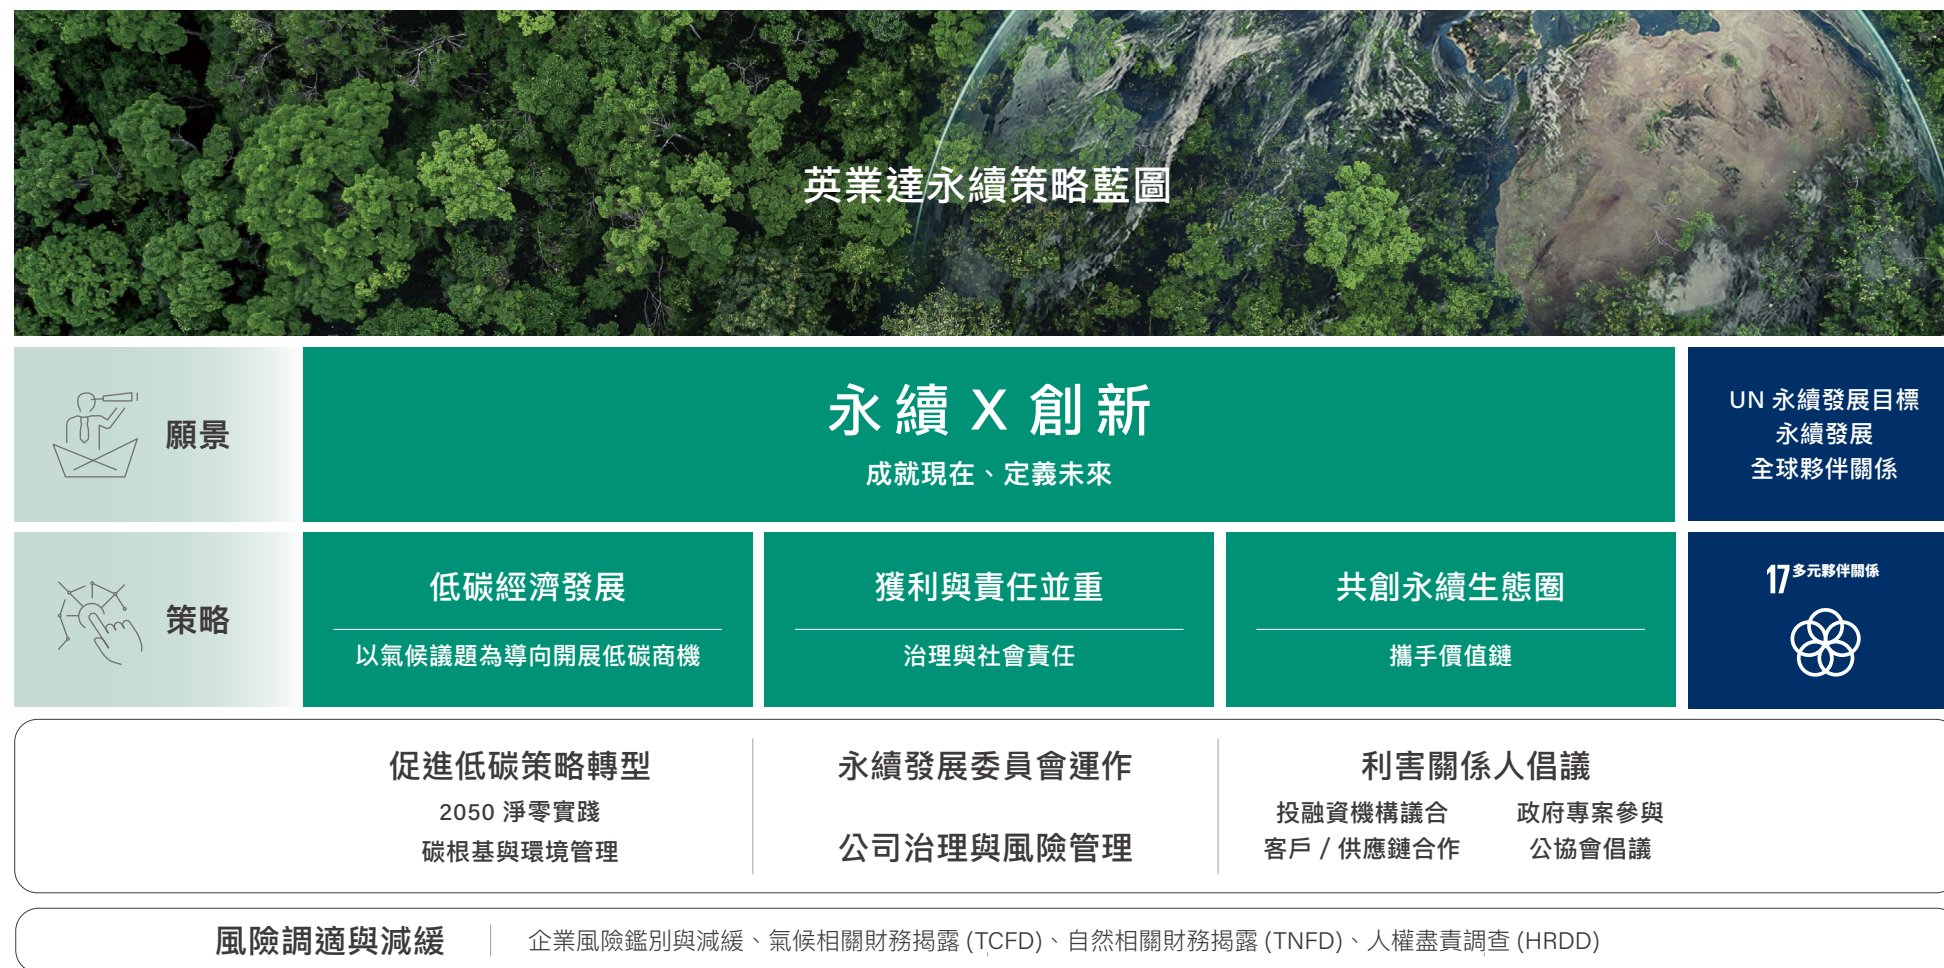 英業達永續策略藍圖
願景
永續 X 創新
成就現在、定義未來
UN 永續發展目標
永續發展
全球夥伴關係
策略
低碳經濟發展
以氣候議題為導向開展低碳商機
獲利與責任並重
治理與社會責任
共創永續生態圈
攜手價值鏈
17 多元夥伴關係
促進低碳策略轉型
2050 淨零實踐
碳根基與環境管理
永續發展委員會運作
公司治理與風險管理
利害關係人倡議
投融資機構議合 政府專案參與
客戶 / 供應鏈合作 公協會倡議
風險調適與減緩
企業風險鑑別與減緩、氣候相關財務揭露 (TCFD)、自然相關財務揭露 (TNFD)、人權盡責調查 (HRDD)